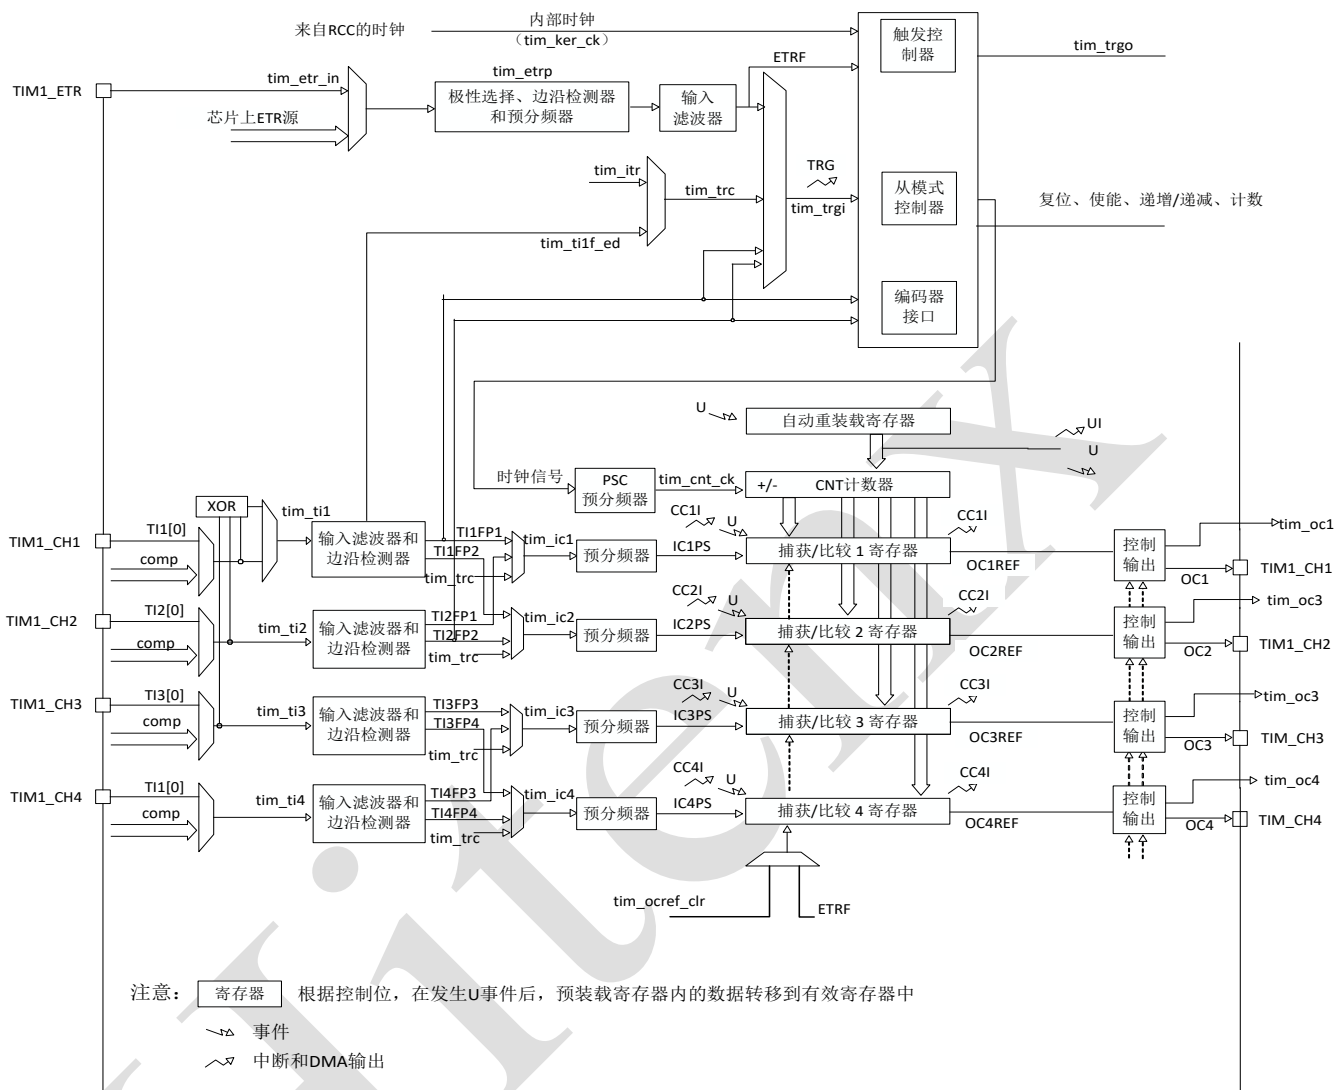 内部时钟
来自RCC的时钟
（tim_ker_ck）
触发控
制器
tim_trgo
ETRF
tim_etr_in
tim_etrp
TIM1_ETR
极性选择、边沿检测器
和预分频器
输入
滤波器
芯片上ETR源
tim_itr
tim_trc
TRG
tim_trgi
从模式
控制器
复位、使能、递增/递减、计数
tim_ti1f_ed
编码器
接口
U
自动重装载寄存器
UI
U
时钟信号
PSC
预分频器
tim_cnt_ck
+/-
CNT计数器
XOR
tim_ti1
TI1[0]
TIM1_CH1
comp
输入滤波器和
边沿检测器
TI1FP1
TI1FP2
tim_trc
tim_ic1
预分频器
IC1PS
CC1I
U
捕获/比较 1 寄存器
CC1I
OC1REF
控制
输出
tim_oc1
OC1
TIM1_CH1
TI2[0]
TIM1_CH2
comp
tim_ti2
输入滤波器和
边沿检测器
TI2FP1
TI2FP2
tim_trc
tim_ic2
预分频器
IC2PS
CC2I
U
捕获/比较 2 寄存器
CC2I
OC2REF
控制
输出
tim_oc3
OC2
TIM1_CH2
TI3[0]
TIM1_CH3
comp
tim_ti3
输入滤波器和
边沿检测器
TI3FP3
TI3FP4
tim_trc
tim_ic3
预分频器
IC3PS
CC3I
U
捕获/比较 3 寄存器
CC3I
OC3REF
控制
输出
tim_oc3
OC3
TIM_CH3
TI1[0]
TIM1_CH4
comp
tim_ti4
输入滤波器和
边沿检测器
TI4FP3
TI4FP4
tim_trc
tim_ic4
预分频器
IC4PS
CC4I
U
捕获/比较 4 寄存器
CC4I
OC4REF
控制
输出
tim_oc4
OC4
TIM_CH4
tim_ocref_clr
ETRF
注意：
寄存器
根据控制位，在发生U事件后，预装载寄存器内的数据转移到有效寄存器中
事件
中断和DMA输出